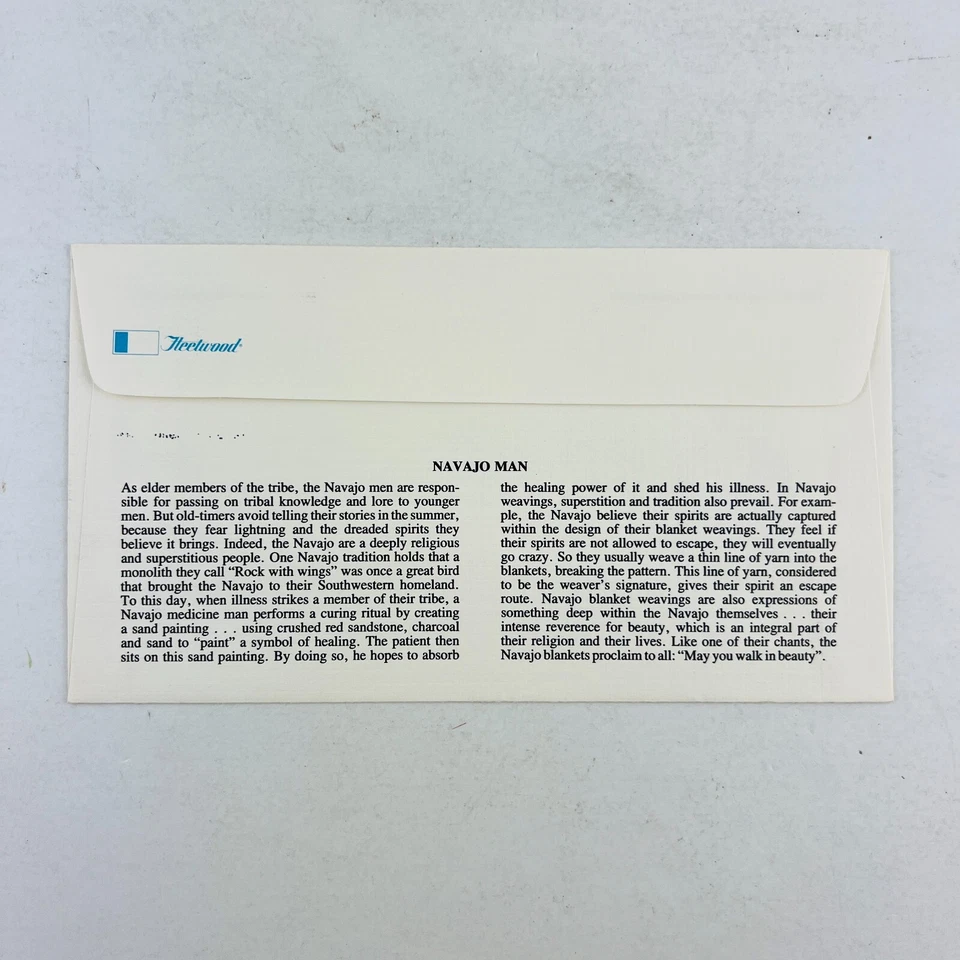 Fleetwood
NAVAJO MAN
As elder members of the tribe, the Navajo men are respon-
sible for passing on tribal knowledge and lore to younger
men. But old-timers avoid telling their stories in the summer,
because they fear lightning and the dreaded spirits they
believe it brings. Indeed, the Navajo are a deeply religious
and superstitious people. One Navajo tradition holds that a
monolith they call “Rock with wings” was once a great bird
that brought the Navajo to their Southwestern homeland.
To this day, when illness strikes a member of their tribe, a
Navajo medicine man performs a curing ritual by creating
a sand painting . . . using crushed red sandstone, charcoal
and sand to “paint” a symbol of healing. The patient then
sits on this sand painting. By doing so, he hopes to absorb
the healing power of it and shed his illness. In Navajo
weavings, superstition and tradition also prevail. For exam-
ple, the Navajo believe their spirits are actually captured
within the design of their blanket weavings. They feel if
their spirits are not allowed to escape, they will eventually
go crazy. So they usually weave a thin line of yarn into the
blankets, breaking the pattern. This line of yarn, considered
to be the weaver's signature, gives their spirit an escape
route. Navajo blanket weavings are also expressions of
something deep within the Navajo themselves . . . their
intense reverence for beauty, which is an integral part of
their religion and their lives. Like one of their chants, the
Navajo blankets proclaim to all: “May you walk in beauty”.